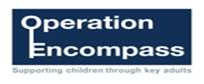 Operation
Encompass
Supporting children through key adults